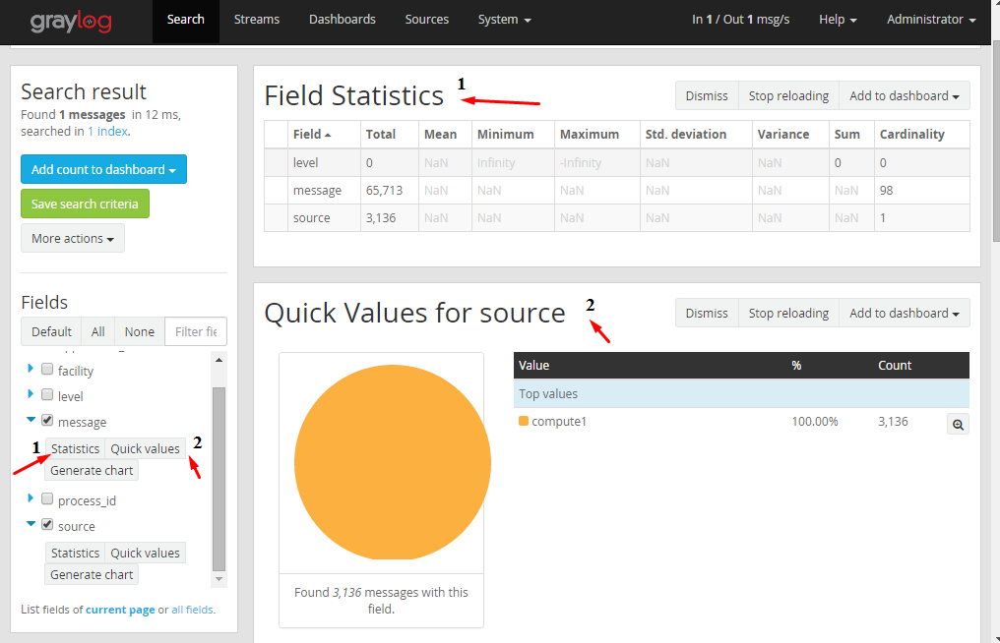 graylog Search Streams Dashboards Sources System In 1 / Out 1 msg/s Help Administrator
Search result
Found 1 messages in 12 ms,
searched in 1 index.
Add count to dashboard
Save search criteria
More actions
Fields
Default All None Filter fie
facility
level
message
1 Statistics Quick values 2
Generate chart
process_id
source
Statistics Quick values
Generate chart
List fields of current page or all fields.
Field Statistics 1 Dismiss Stop reloading Add to dashboard
Field Total Mean Minimum Maximum Std. deviation Variance Sum Cardinality
level 0 NaN Infinity -Infinity NaN NaN 0 0
message 65,713 NaN NaN NaN NaN NaN NaN 98
source 3,136 NaN NaN NaN NaN NaN NaN 1
Quick Values for source 2 Dismiss Stop reloading Add to dashboard
Value % Count
Top values
compute1 100.00% 3,136
Found 3,136 messages with this
field.